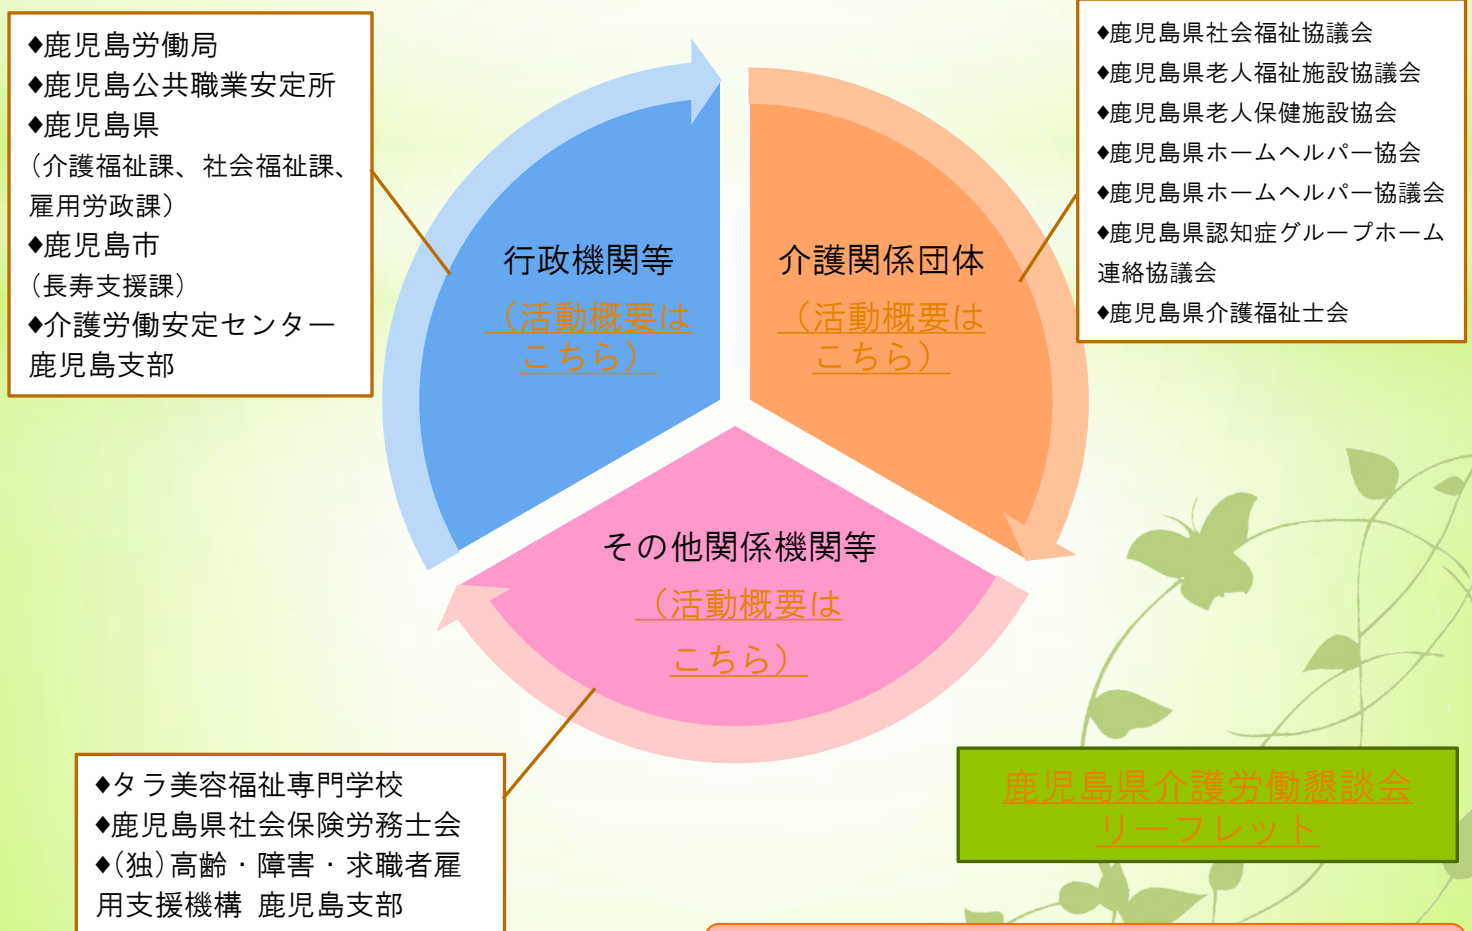 ♦鹿児島労働局
♦鹿児島公共職業安定所
♦鹿児島県
（介護福祉課、社会福祉課、
雇用労政課）
♦鹿児島市
（長寿支援課）
♦介護労働安定センター
鹿児島支部
♦鹿児島県社会福祉協議会
♦鹿児島県老人福祉施設協議会
♦鹿児島県老人保健施設協会
♦鹿児島県ホームヘルパー協会
♦鹿児島県ホームヘルパー協議会
♦鹿児島県認知症グループホーム
連絡協議会
♦鹿児島県介護福祉士会
行政機関等
（活動概要は
こちら）
介護関係団体
（活動概要は
こちら）
その他関係機関等
（活動概要は
こちら）
♦タラ美容福祉専門学校
♦鹿児島県社会保険労務士会
♦(独)高齢・障害・求職者雇
用支援機構 鹿児島支部
鹿児島県介護労働懇談会
リーフレット